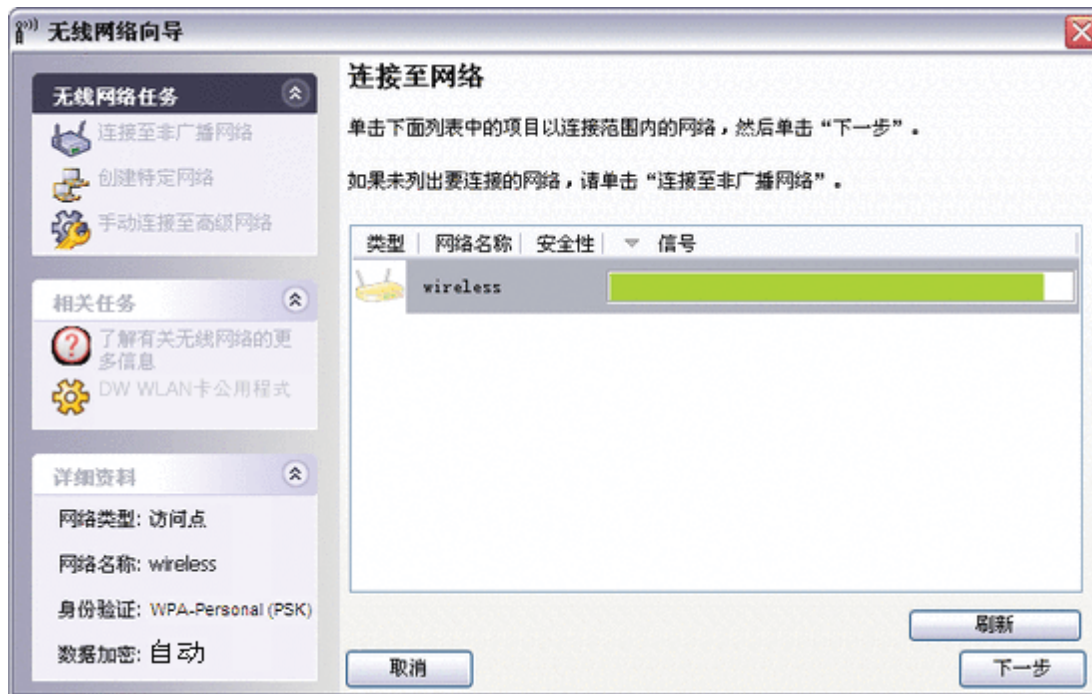 无线网络向导
无线网络任务
连接至非广播网络
创建特定网络
手动连接至高级网络
相关任务
了解有关无线网络的更
多信息
DW WLAN卡公用程式
详细资料
网络类型: 访问点
网络名称: wireless
身份验证: WPA-Personal (PSK)
数据加密: 自动
连接至网络
单击下面列表中的项目以连接范围内的网络，然后单击“下一步”。
如果未列出要连接的网络，请单击“连接至非广播网络”。
类型 网络名称 安全性 信号
wireless
刷新
取消 下一步